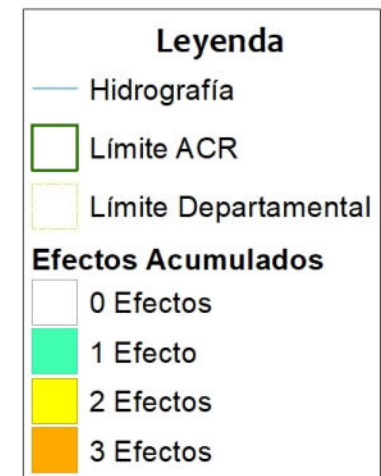 Leyenda
Hidrografía
Límite ACR
Límite Departamental
Efectos Acumulados
0 Efectos
1 Efecto
2 Efectos
3 Efectos